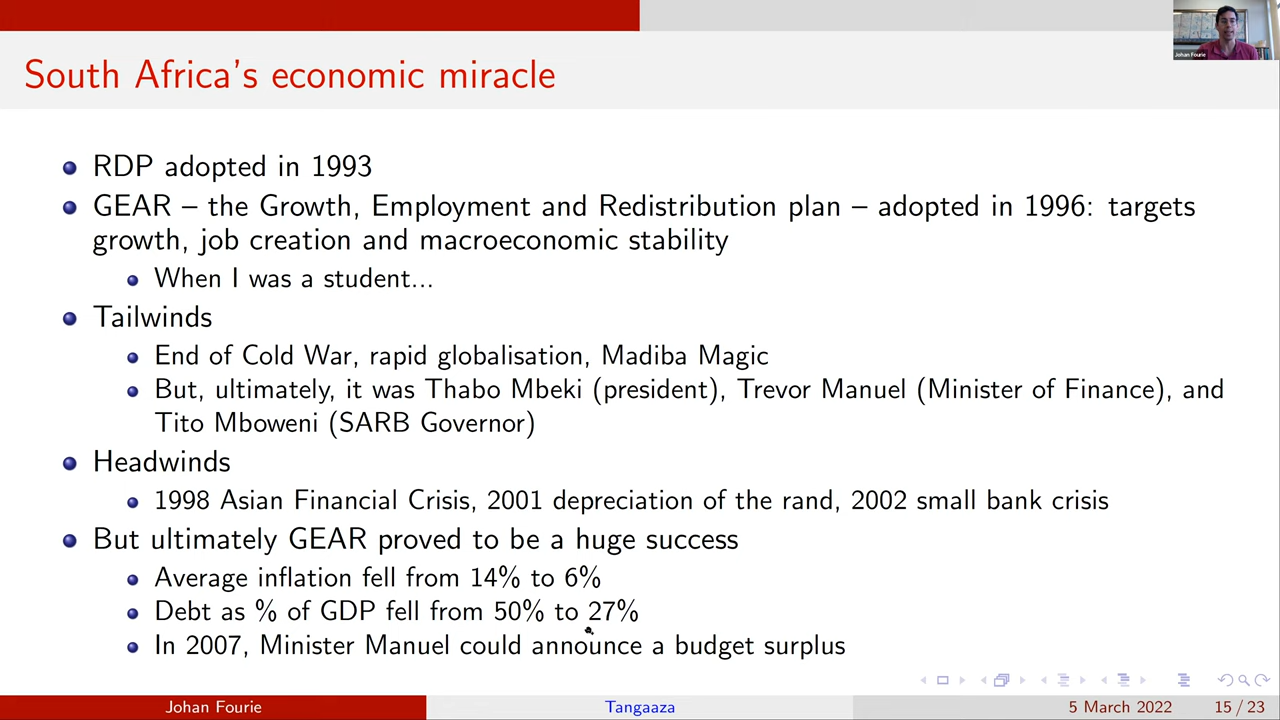 Johan Fourie
South Africa's economic miracle
RDP adopted in 1993
GEAR – the Growth, Employment and Redistribution plan – adopted in 1996: targets
growth, job creation and macroeconomic stability
When I was a student...
Tailwinds
End of Cold War, rapid globalisation, Madiba Magic
But, ultimately, it was Thabo Mbeki (president), Trevor Manuel (Minister of Finance), and
Tito Mboweni (SARB Governor)
Headwinds
1998 Asian Financial Crisis, 2001 depreciation of the rand, 2002 small bank crisis
But ultimately GEAR proved to be a huge success
Average inflation fell from 14% to 6%
Debt as % of GDP fell from 50% to 27%
In 2007, Minister Manuel could announce a budget surplus
Johan Fourie Tangaaza 5 March 2022 15 / 23